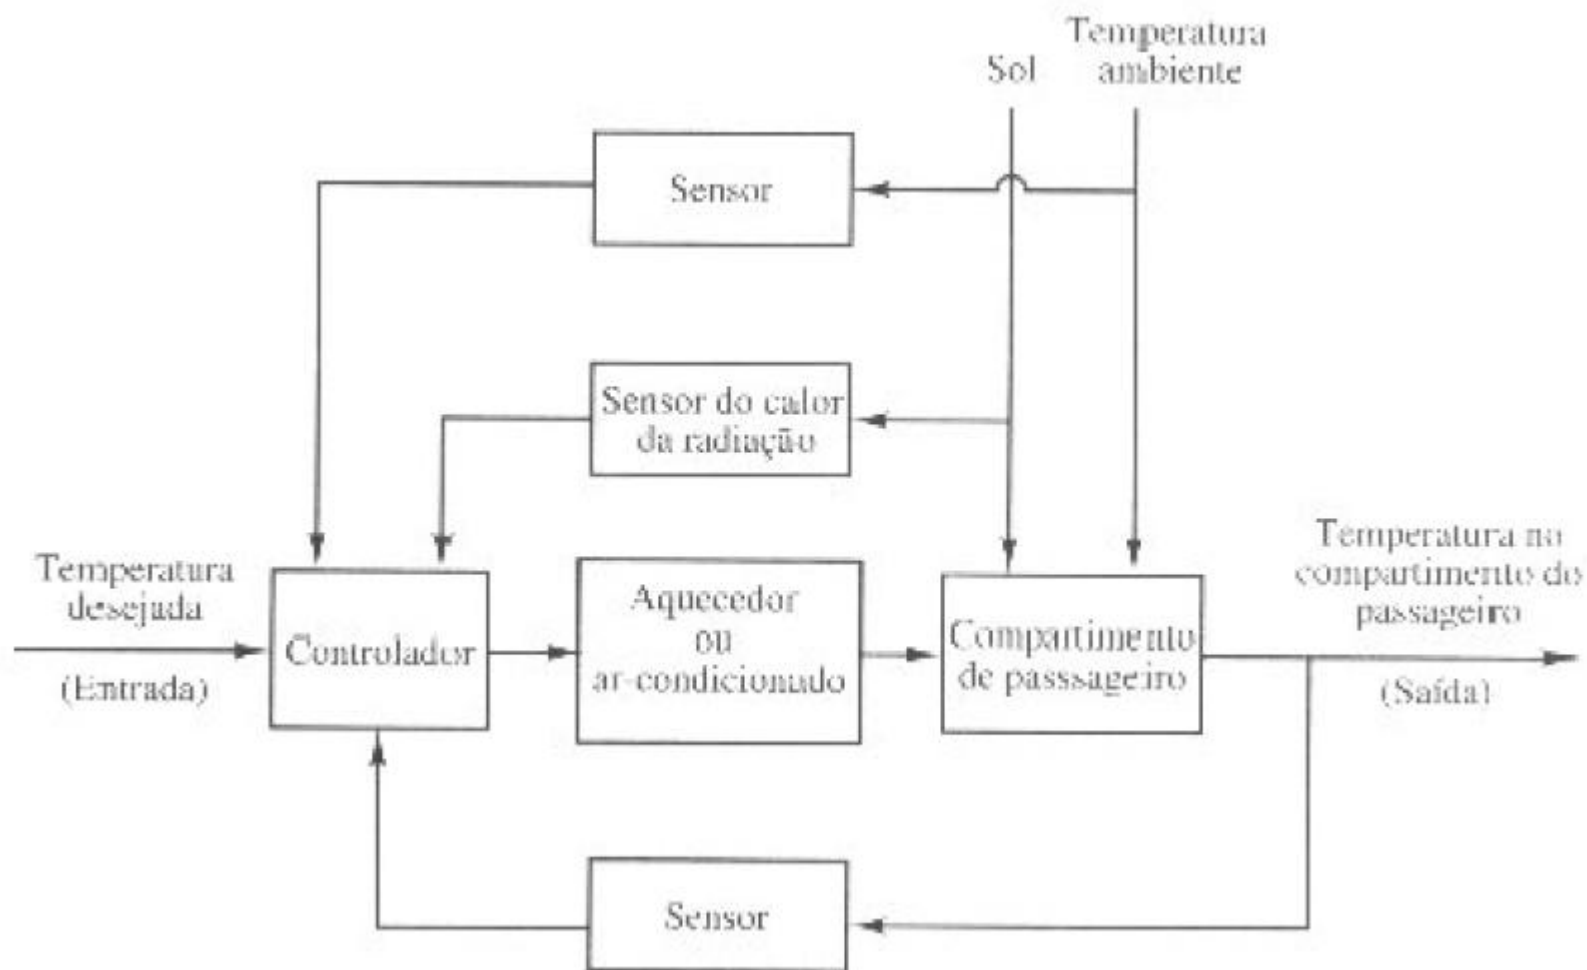 Temperatura
ambiente
Sol
Sensor
Sensor do calor
da radiação
Temperatura
desejada
(Entrada)
Controlador
Aquecedor
ou
ar-condicionado
Compartimento
de passsageiro
Temperatura no
compartimento do
passageiro
(Saída)
Sensor